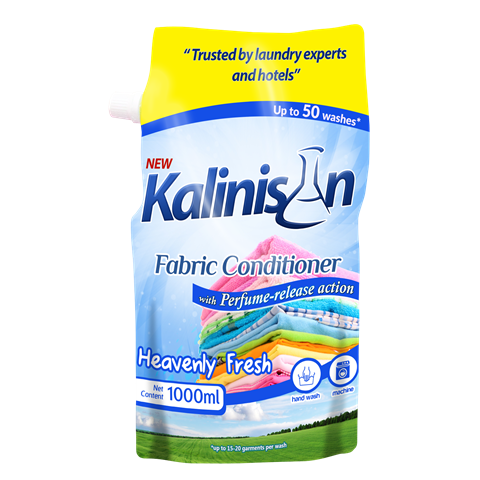 “Trusted by laundry experts
and hotels”
Up to 50 washes*
NEW
Kalinisan
Fabric Conditioner
with Perfume-release action
Heavenly Fresh
Net
Content 1000ml
hand wash
machine
*up to 15-20 garments per wash